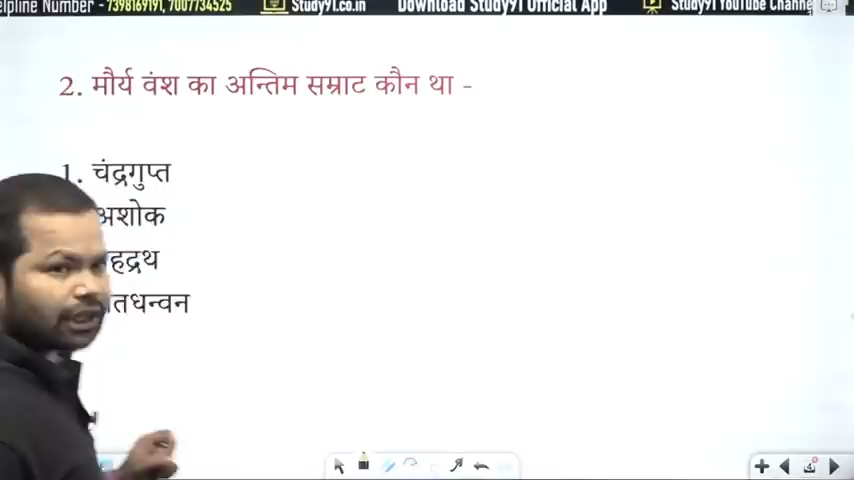 elpline Number - 7398169191, 7007734525 Study91.co.in Download Study91 Official App Study91 YouTube Channe
2. मौर्य वंश का अन्तिम सम्राट कौन था -
1. चंद्रगुप्त
अशोक
हद्रथ
तधन्वन